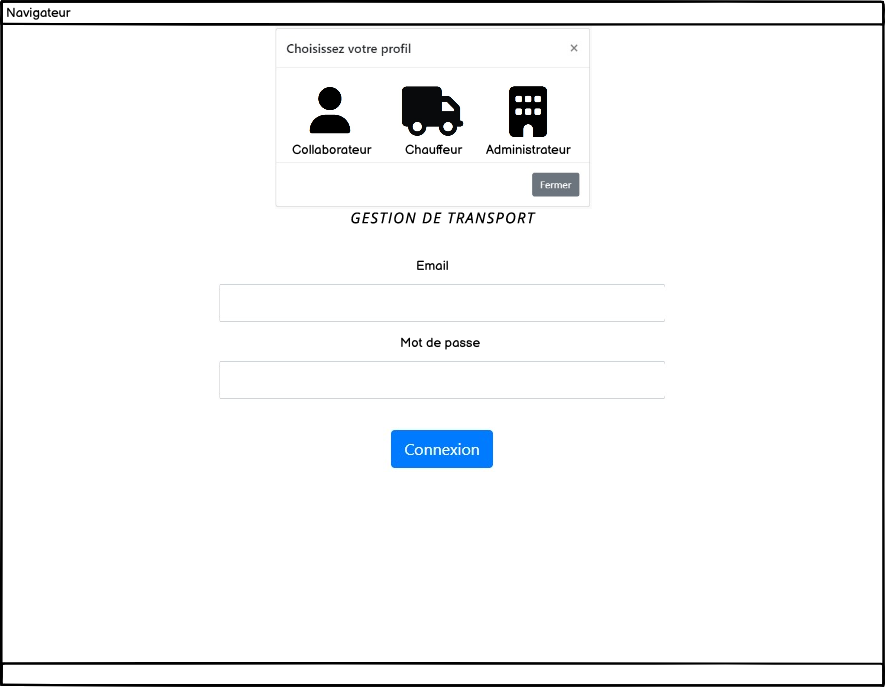 Navigateur
Choisissez votre profil ×
Collaborateur Chauffeur Administrateur
Fermer
GESTION DE TRANSPORT
Email
Mot de passe
Connexion